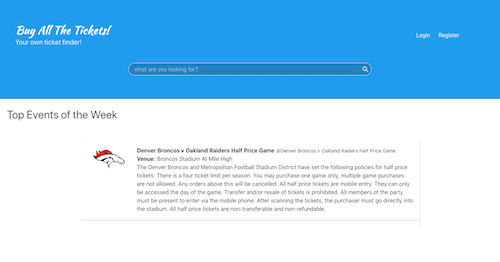 Buy All The Tickets!
Your own ticket finder!
Login Register
what are you looking for?
Top Events of the Week
Denver Broncos v Oakland Raiders Half Price Game @Denver Broncos v Oakland Raiders Half Price Game
Venue: Broncos Stadium At Mile High
The Denver Broncos and Metropolitan Football Stadium District have set the following policies for half price
tickets: There is a four ticket limit per season. You may purchase one game only, multiple game purchases
are not allowed. Any orders above this will be cancelled. All half price tickets are mobile entry. They can only
be accessed the day of the game. Transfer and/or resale of tickets is prohibited. All members of the party
must be present to enter via the mobile phone. After scanning the tickets, the purchaser must go directly into
the stadium. All half price tickets are non-transferable and non-refundable.